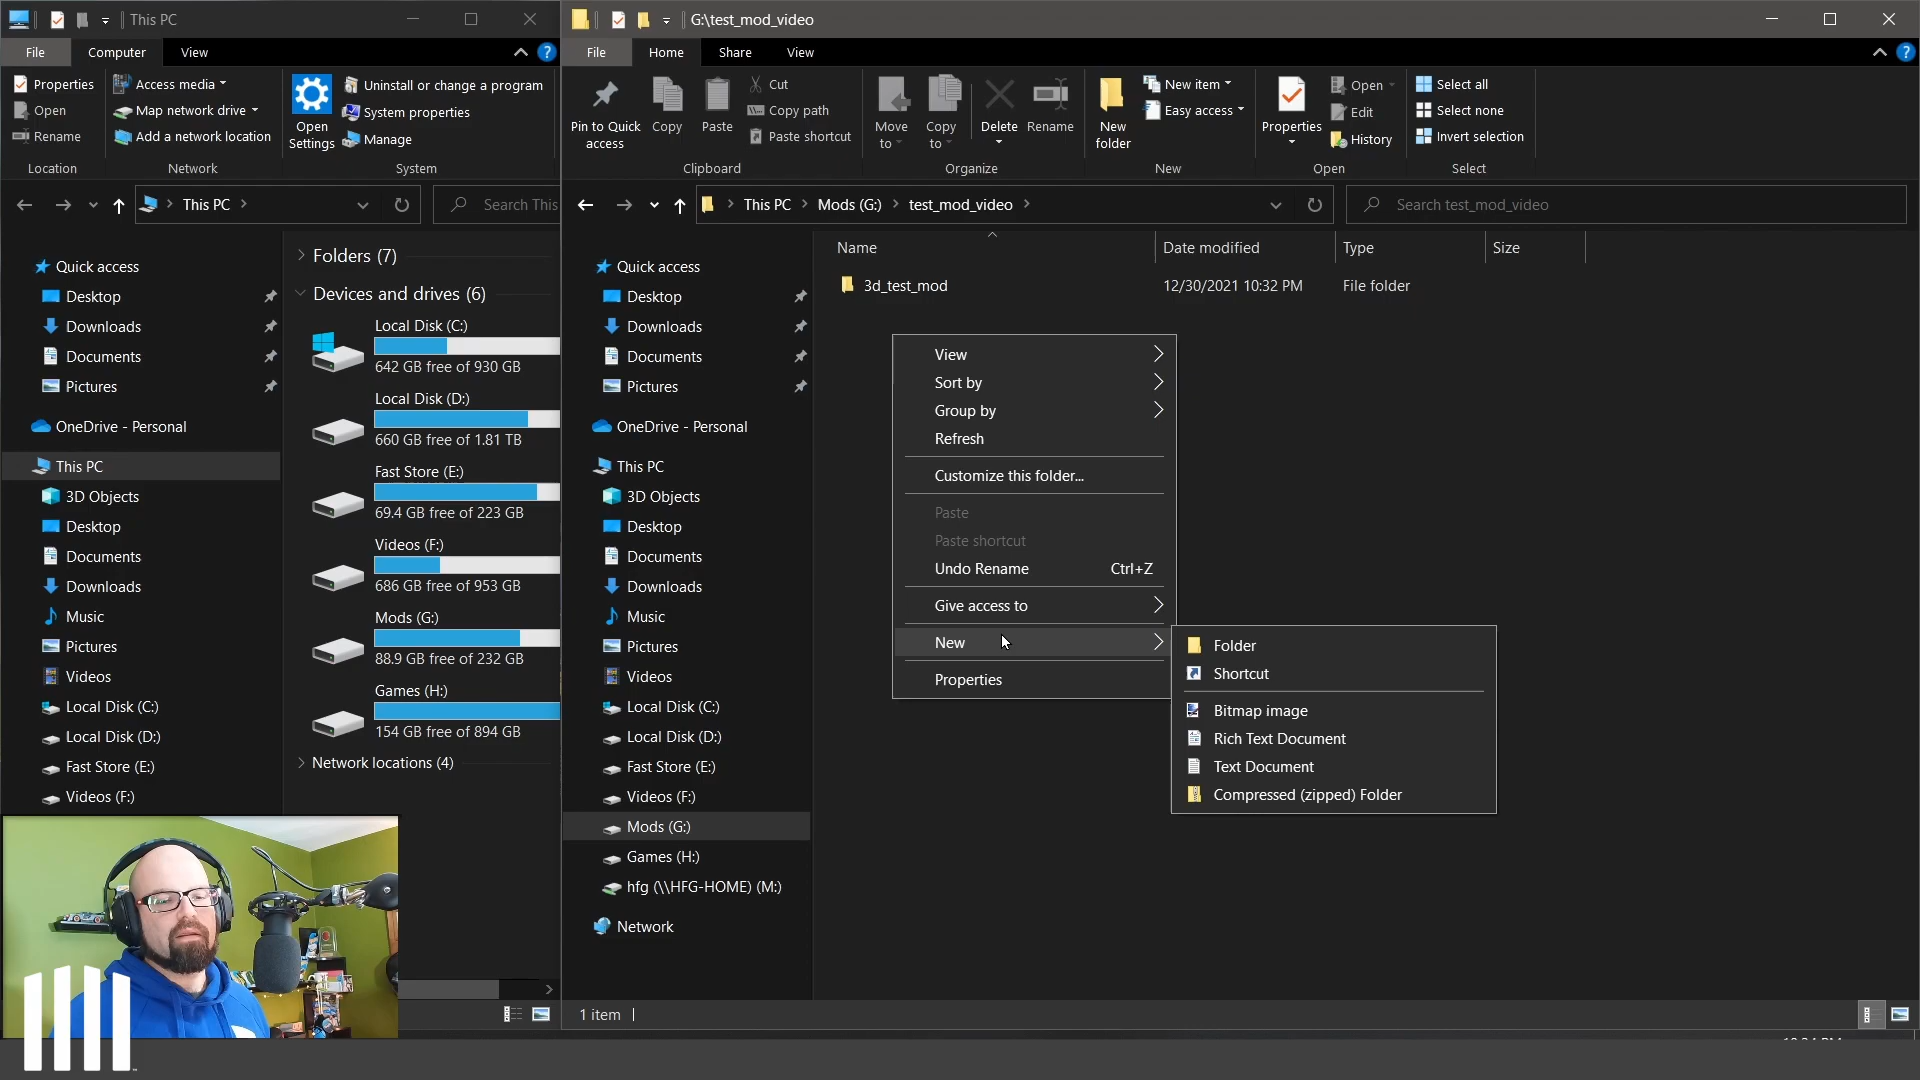 This PC
File
Computer
View
Properties
Open
Rename
Location
Access media
Map network drive
Add a network location
Network
Open
Settings
Uninstall or change a program
System properties
Manage
System
This PC
Search This
Quick access
Desktop
Downloads
Documents
Pictures
OneDrive - Personal
This PC
3D Objects
Desktop
Documents
Downloads
Music
Pictures
Videos
Local Disk (C:)
Local Disk (D:)
Fast Store (E:)
Videos (F:)
Folders (7)
Devices and drives (6)
Local Disk (C:)
642 GB free of 930 GB
Local Disk (D:)
660 GB free of 1.81 TB
Fast Store (E:)
69.4 GB free of 223 GB
Videos (F:)
686 GB free of 953 GB
Mods (G:)
88.9 GB free of 232 GB
Games (H:)
154 GB free of 894 GB
Network locations (4)
G:\test_mod_video
File
Home
Share
View
Pin to Quick
access
Copy
Paste
Cut
Copy path
Paste shortcut
Clipboard
Move
to
Copy
to
Delete
Rename
Organize
New
folder
New item
Easy access
New
Properties
Open
Edit
History
Open
Select all
Select none
Invert selection
Select
This PC
Mods (G:)
test_mod_video
Search test_mod_video
Quick access
Desktop
Downloads
Documents
Pictures
OneDrive - Personal
This PC
3D Objects
Desktop
Documents
Downloads
Music
Pictures
Videos
Local Disk (C:)
Local Disk (D:)
Fast Store (E:)
Videos (F:)
Mods (G:)
Games (H:)
hfg (\\HFG-HOME) (M:)
Network
Name
Date modified
Type
Size
3d_test_mod
12/30/2021 10:32 PM
File folder
View
Sort by
Group by
Refresh
Customize this folder...
Paste
Paste shortcut
Undo Rename
Ctrl+Z
Give access to
New
Properties
Folder
Shortcut
Bitmap image
Rich Text Document
Text Document
Compressed (zipped) Folder
1 item